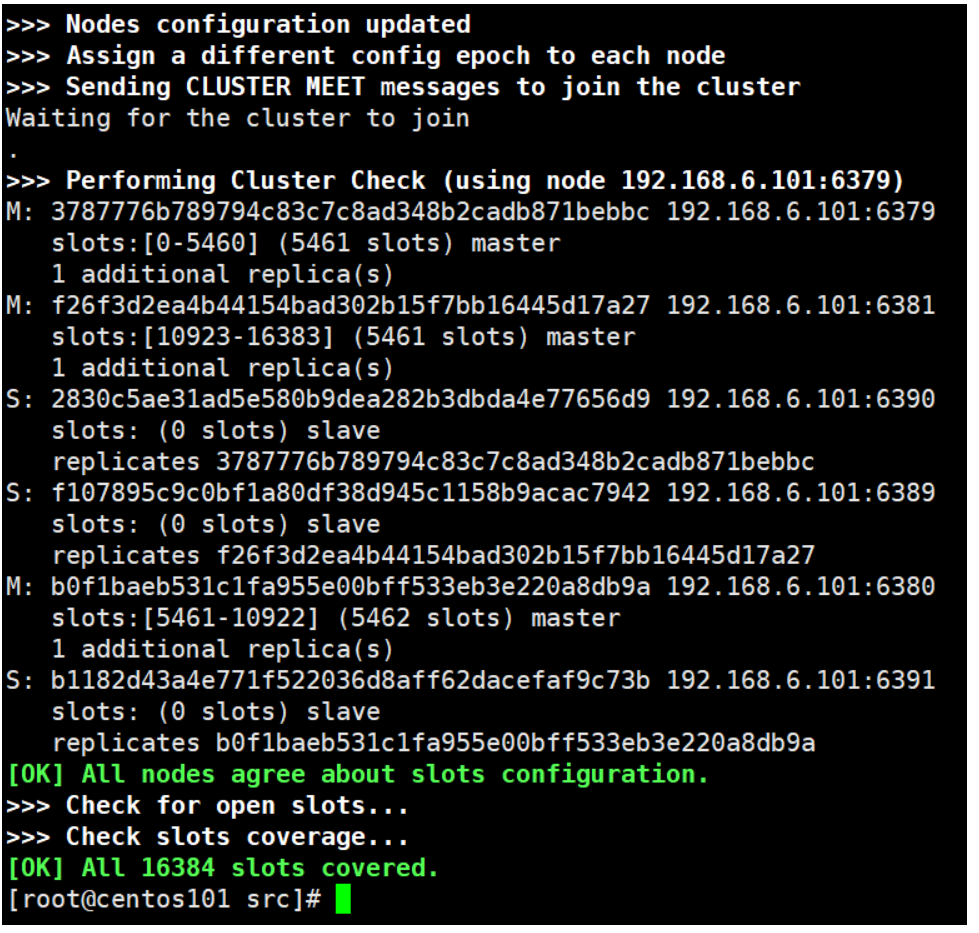 >>> Nodes configuration updated
>>> Assign a different config epoch to each node
>>> Sending CLUSTER MEET messages to join the cluster
Waiting for the cluster to join
.
>>> Performing Cluster Check (using node 192.168.6.101:6379)
M: 3787776b789794c83c7c8ad348b2cadb871bebbc 192.168.6.101:6379
   slots:[0-5460] (5461 slots) master
   1 additional replica(s)
M: f26f3d2ea4b44154bad302b15f7bb16445d17a27 192.168.6.101:6381
   slots:[10923-16383] (5461 slots) master
   1 additional replica(s)
S: 2830c5ae31ad5e580b9dea282b3dbda4e77656d9 192.168.6.101:6390
   slots: (0 slots) slave
   replicates 3787776b789794c83c7c8ad348b2cadb871bebbc
S: f107895c9c0bf1a80df38d945c1158b9acac7942 192.168.6.101:6389
   slots: (0 slots) slave
   replicates f26f3d2ea4b44154bad302b15f7bb16445d17a27
M: b0f1baeb531c1fa955e00bff533eb3e220a8db9a 192.168.6.101:6380
   slots:[5461-10922] (5462 slots) master
   1 additional replica(s)
S: b1182d43a4e771f522036d8aff62dacefaf9c73b 192.168.6.101:6391
   slots: (0 slots) slave
   replicates b0f1baeb531c1fa955e00bff533eb3e220a8db9a
[OK] All nodes agree about slots configuration.
>>> Check for open slots...
>>> Check slots coverage...
[OK] All 16384 slots covered.
[root@centos101 src]#